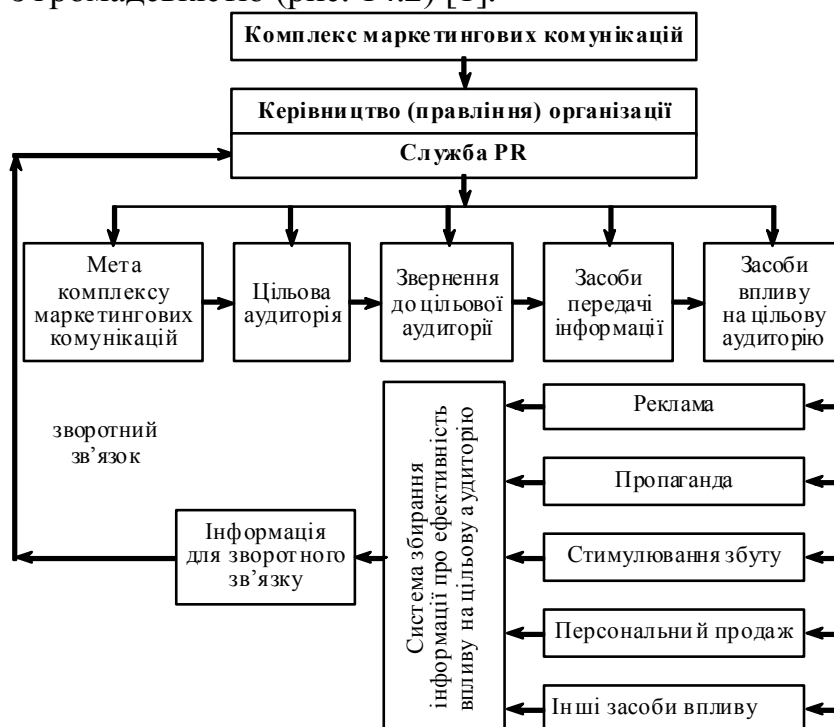 з громадськістю (рис. 14.2) [1].
Комплекс маркетингових комунікацій
Керівництво (правління) організації
Служба PR
Мета
комплексу
маркетингових
комунікацій
Цільова
аудиторія
Звернення
до цільової
аудиторії
Засоби
передачі
інформації
Засоби
впливу
на цільову
аудиторію
зворотний
зв’язок
Інформація
для зворотного
зв’язку
Система збирання
інформації про ефективність
впливу на цільову аудиторію
Реклама
Пропаганда
Стимулювання збуту
Персональний продаж
Інші засоби впливу